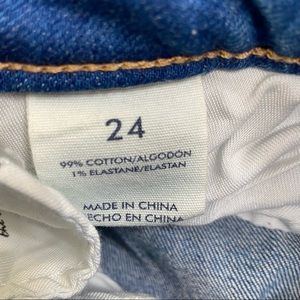 24
99% COTTON/ALGODÓN
1% ELASTANE/ELASTAN
MADE IN CHINA
HECHO EN CHINA